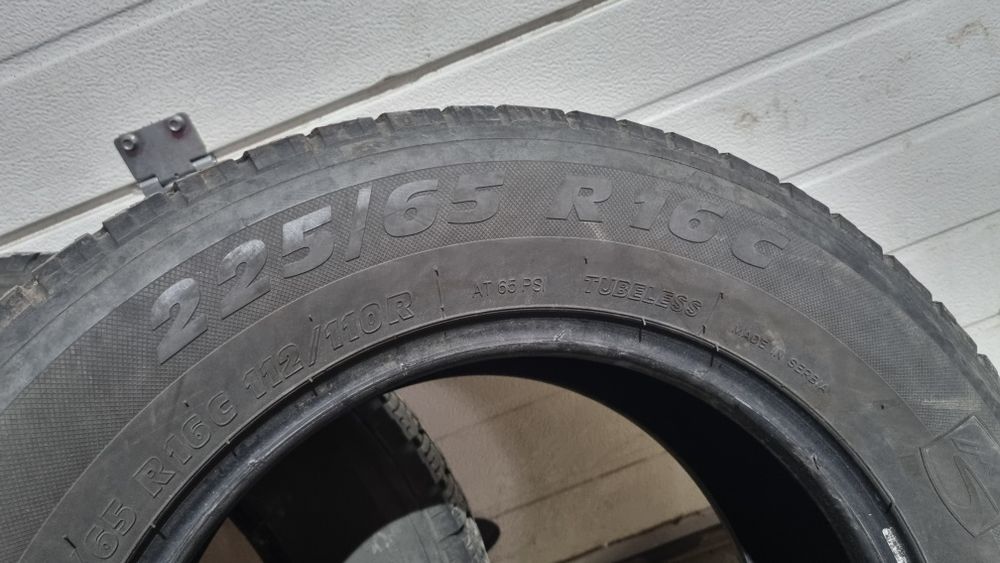 225/65 R16C
/65 R16C 112/110R
AT 65 PSI
TUBELESS
MADE IN SERBIA